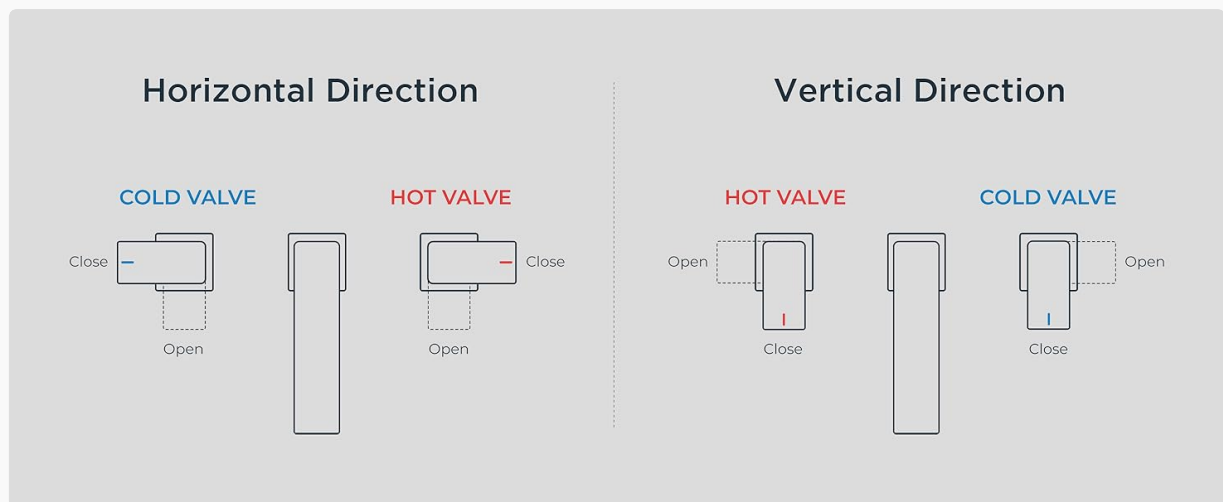 Horizontal Direction
COLD VALVE
HOT VALVE
Close
Close
Open
Open
Vertical Direction
HOT VALVE
COLD VALVE
Open
Open
Close
Close